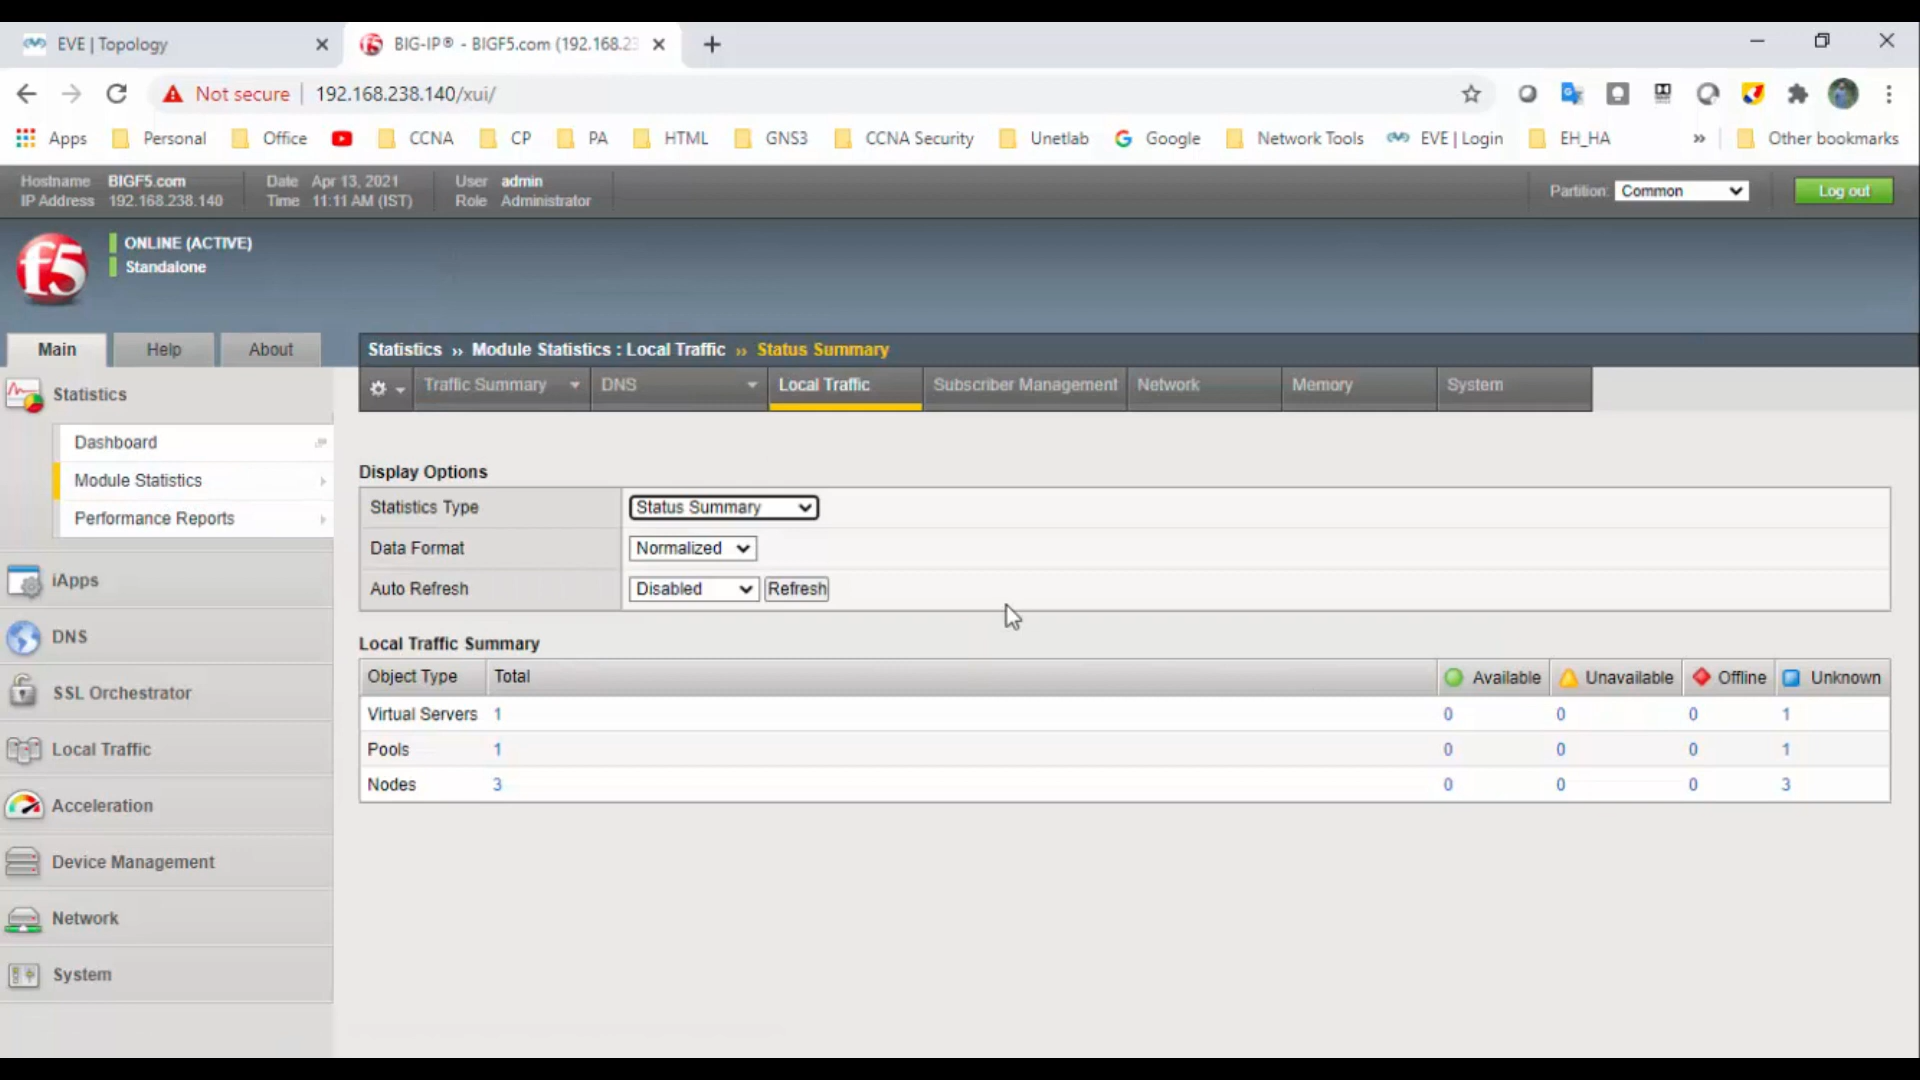 EVE | Topology
BIG-IP® - BIGF5.com (192.168.23
Not secure 192.168.238.140/xui/
Apps Personal Office CCNA CP PA HTML GNS3 CCNA Security Unetlab Google Network Tools EVE | Login EH_HA » Other bookmarks
Hostname BIGF5.com Date Apr 13, 2021 User admin
IP Address 192.168.238.140 Time 11:11 AM (IST) Role Administrator
Partition: Common Log out
f5
ONLINE (ACTIVE)
Standalone
Main Help About
Statistics ›› Module Statistics : Local Traffic ›› Status Summary
Traffic Summary DNS Local Traffic Subscriber Management Network Memory System
Statistics
Dashboard
Module Statistics
Performance Reports
iApps
DNS
SSL Orchestrator
Local Traffic
Acceleration
Device Management
Network
System
Display Options
Statistics Type Status Summary
Data Format Normalized
Auto Refresh Disabled Refresh
Local Traffic Summary
Object Type Total Available Unavailable Offline Unknown
Virtual Servers 1 0 0 0 1
Pools 1 0 0 0 1
Nodes 3 0 0 0 3